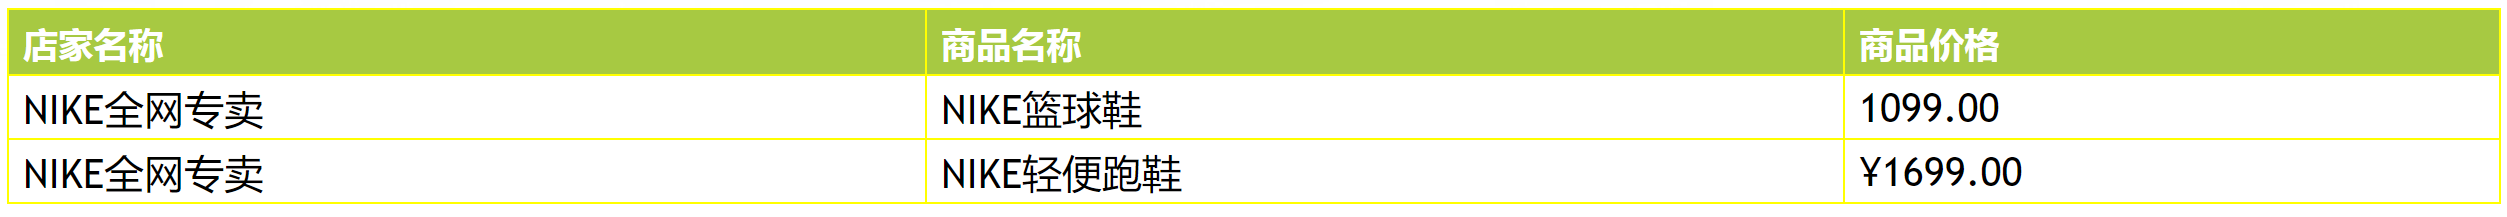 店家名称 商品名称 商品价格
NIKE全网专卖 NIKE篮球鞋 1099.00
NIKE全网专卖 NIKE轻便跑鞋 ¥1699.00